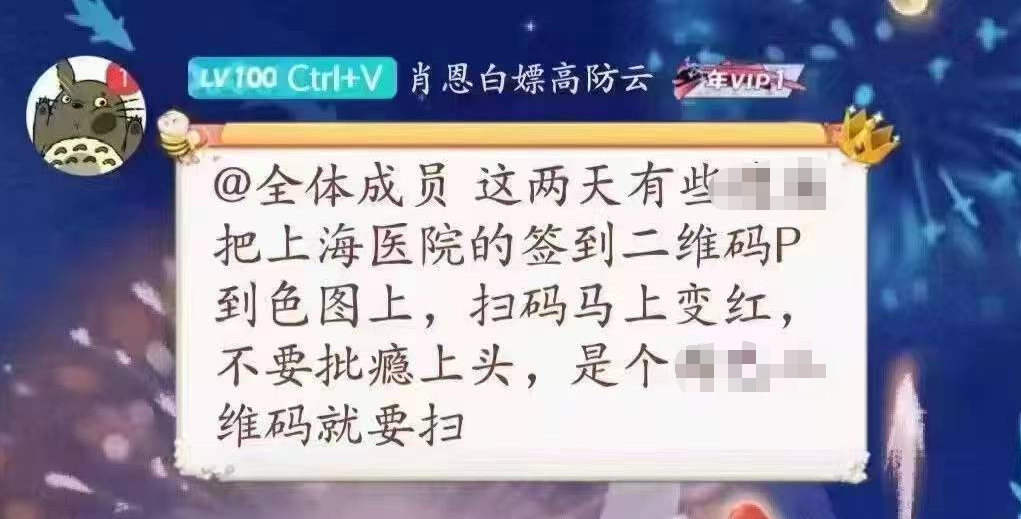 1
LV100 Ctrl+V 肖恩白嫖高防云 年VIP1
@全体成员 这两天有些
把上海医院的签到二维码P
到色图上，扫码马上变红，
不要批瘾上头，是个
维码就要扫